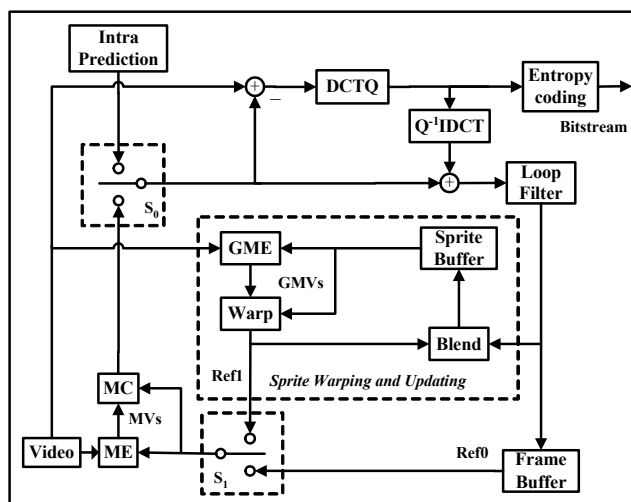 Intra
Prediction
DCTQ
Entropy
coding
Bitstream
Q⁻¹IDCT
Loop
Filter
S₀
GME
GMVs
Sprite
Buffer
Warp
Blend
Ref1
Sprite Warping and Updating
MC
MVs
Video
ME
S₁
Ref0
Frame
Buffer